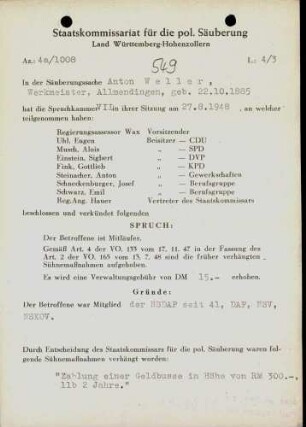 Staatskommissariat für die pol. Säuberung
Land Württemberg-Hohenzollern
Az.: 4a/1008
L.: 4/3
549
In der Säuberungssache Anton Weller,
Werkmeister, Allmendingen, geb. 22.10.1885
hat die Spruchkammer VII in ihrer Sitzung am 27.8.1948 , an welcher
teilgenommen haben:
Regierungsassessor Wax Vorsitzender
Uhl, Eugen Beisitzer — CDU
Munk, Alois „ — SPD
Einstein, Sigbert „ — DVP
Fink, Gottlieb „ — KPD
Steinacher, Anton „ — Gewerkschaften
Schneckenburger, Josef „ — Berufsgruppe
Schwarz, Emil „ — Berufsgruppe
Reg.Ang. Hauer Vertreter des Staatskommissars
beschlossen und verkündet folgenden
SPRUCH:
Der Betroffene ist Mitläufer.
Gemäß Art. 4 der VO. 133 vom 17. 11. 47 in der Fassung des
Art. 2 der VO. 165 vom 13. 7. 48 sind die früher verhängten
Sühnemaßnahmen aufgehoben.
Es wird eine Verwaltungsgebühr von DM 15.- erhoben.
Gründe:
Der Betroffene war Mitglied der NSDAP seit 41, DAF, NSV,
NSKOV.
Durch Entscheidung des Staatskommissars für die pol. Säuberung waren fol-
gende Sühnemaßnahmen verhängt worden:
"Zahlung einer Geldbusse in Höhe von RM 300.-,
11b 2 Jahre."